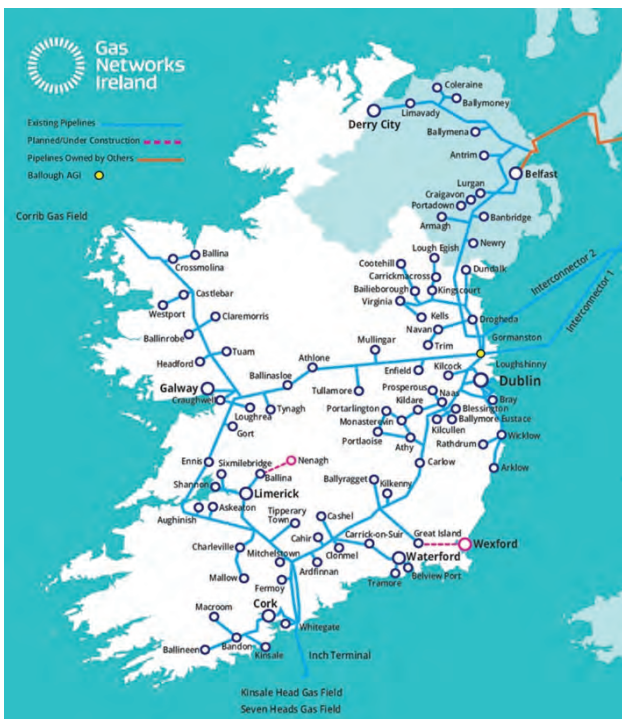 Gas
Networks
Ireland
Existing Pipelines
Planned/Under Construction
Pipelines Owned by Others
Ballough AGI
Corrib Gas Field
Coleraine
Limavady
Ballymoney
Derry City
Ballymena
Antrim
Belfast
Lurgan
Craigavon
Portadown
Armagh
Banbridge
Newry
Lough Egish
Cootehill
Dundalk
Carrickmacross
Bailieborough
Kingscourt
Virginia
Kells
Drogheda
Navan
Trim
Gormanston
Interconnector 2
Interconnector 1
Loughshinny
Ballina
Crossmolina
Castlebar
Westport
Claremorris
Ballinrobe
Tuam
Headford
Mullingar
Athlone
Ballinasloe
Enfield
Kilcock
Tullamore
Dublin
Galway
Craughwell
Loughrea
Tynagh
Gort
Prosperous
Naas
Kildare
Portarlington
Monasterevin
Blessington
Bray
Ballymore Eustace
Kilcullen
Portlaoise
Athy
Rathdrum
Wicklow
Arklow
Carlow
Ennis
Sixmilebridge
Nenagh
Shannon
Ballina
Limerick
Ballyragget
Kilkenny
Aughinish
Askeaton
Tipperary
Town
Cashel
Carrick-on-Suir
Great Island
Wexford
Charleville
Cahir
Clonmel
Waterford
Mitchelstown
Ardfinnan
Tramore
Belview Port
Mallow
Fermoy
Macroom
Cork
Whitegate
Bandon
Ballineen
Kinsale
Inch Terminal
Kinsale Head Gas Field
Seven Heads Gas Field